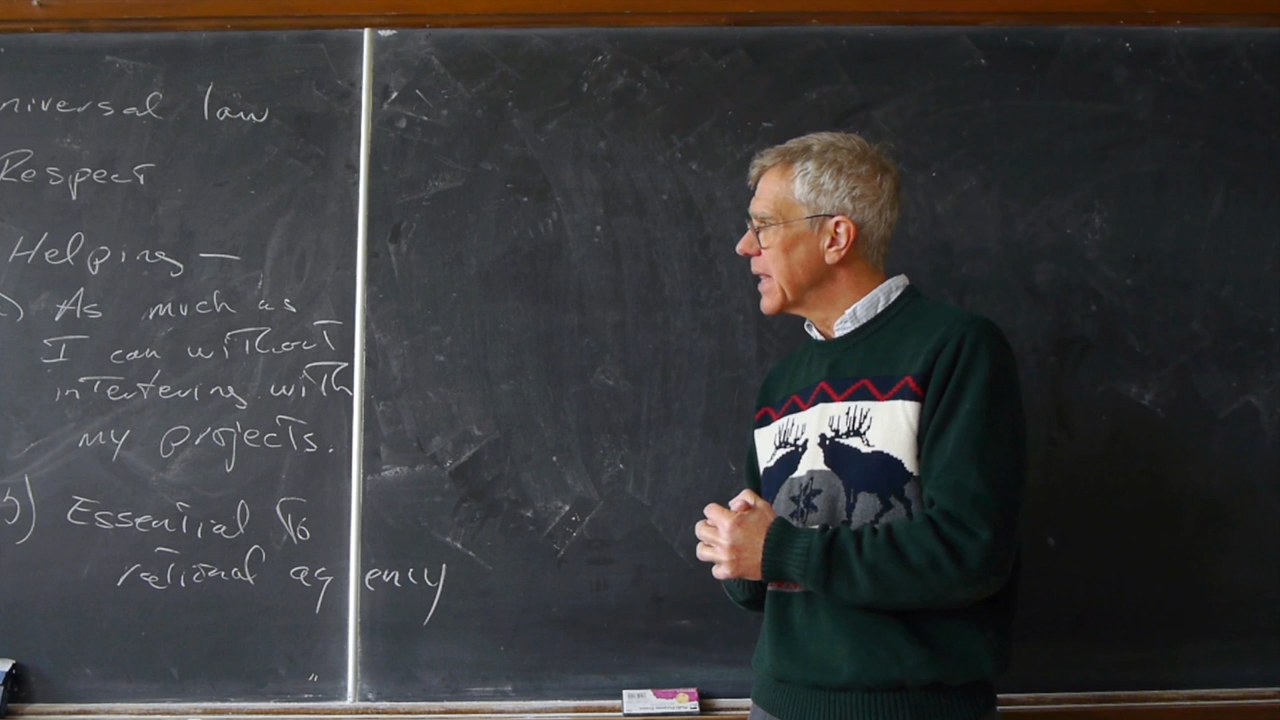 niversal law
Respect
Helping —
) As much as
I can without
interfering with
my projects.
b) Essential to
rational agency